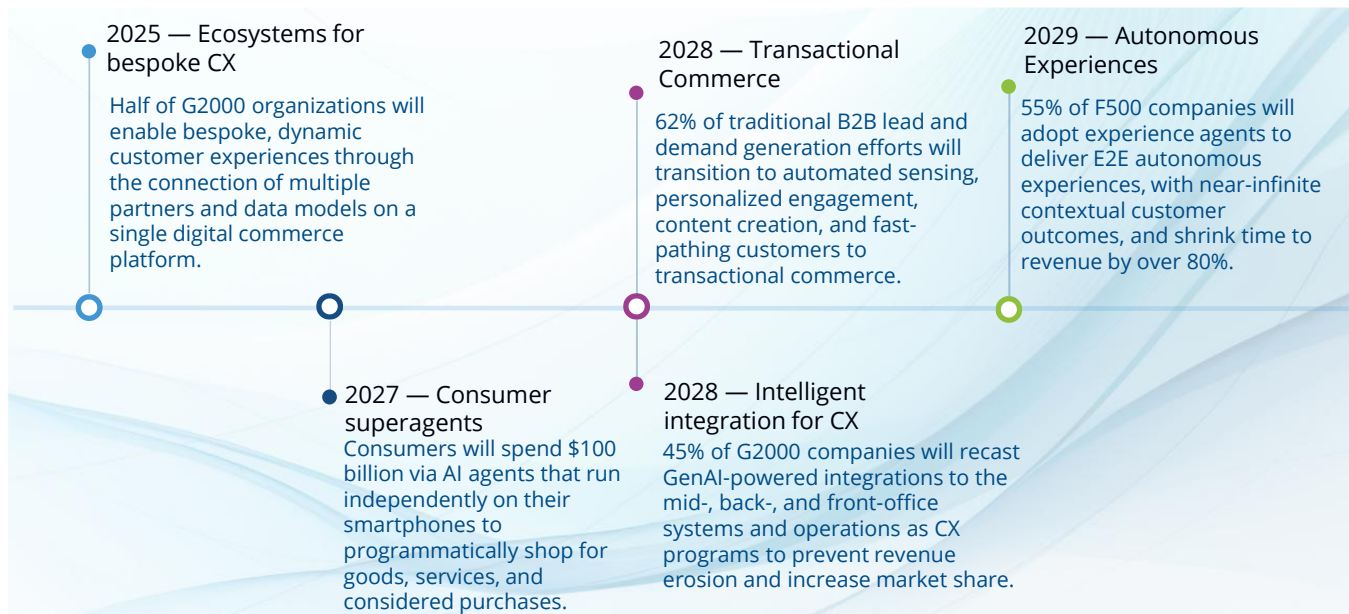 2025 — Ecosystems for
bespoke CX
Half of G2000 organizations will
enable bespoke, dynamic
customer experiences through
the connection of multiple
partners and data models on a
single digital commerce
platform.
2027 — Consumer
superagents
Consumers will spend $100
billion via AI agents that run
independently on their
smartphones to
programmatically shop for
goods, services, and
considered purchases.
2028 — Transactional
Commerce
62% of traditional B2B lead and
demand generation efforts will
transition to automated sensing,
personalized engagement,
content creation, and fast-
pathing customers to
transactional commerce.
2028 — Intelligent
integration for CX
45% of G2000 companies will recast
GenAI-powered integrations to the
mid-, back-, and front-office
systems and operations as CX
programs to prevent revenue
erosion and increase market share.
2029 — Autonomous
Experiences
55% of F500 companies will
adopt experience agents to
deliver E2E autonomous
experiences, with near-infinite
contextual customer
outcomes, and shrink time to
revenue by over 80%.